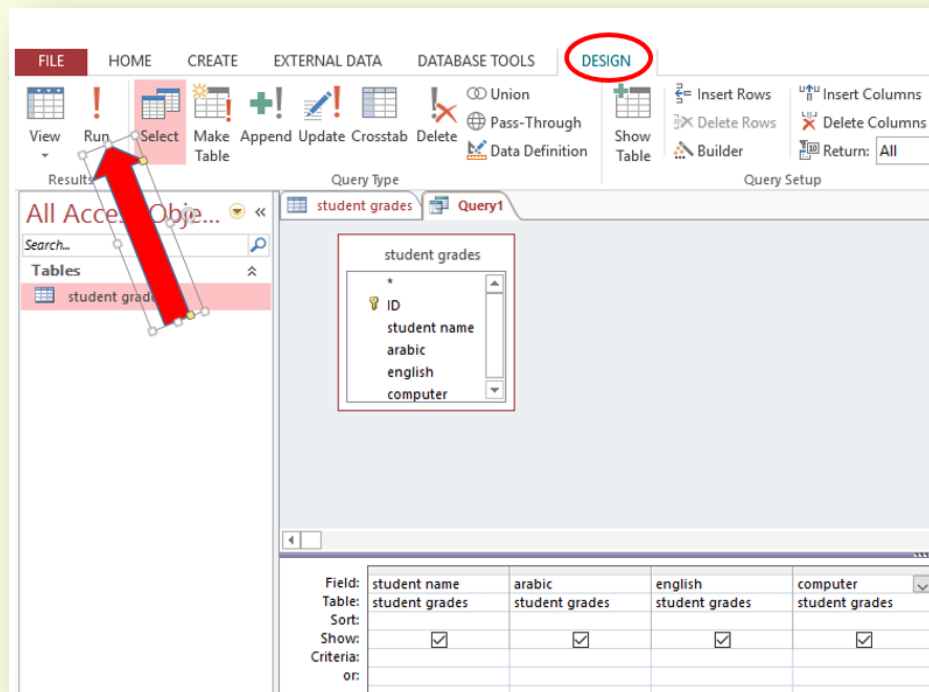 FILE HOME CREATE EXTERNAL DATA DATABASE TOOLS DESIGN
View Run Select Make Table Append Update Crosstab Delete
Union
Pass-Through
Data Definition
Show Table
Insert Rows
Delete Rows
Builder
Insert Columns
Delete Columns
Return: All
Results Query Type Query Setup
All Access Obje... «
Search...
Tables
student grades
student grades Query1
student grades
*
ID
student name
arabic
english
computer
Field: student name arabic english computer
Table: student grades student grades student grades student grades
Sort:
Show:
Criteria:
or: